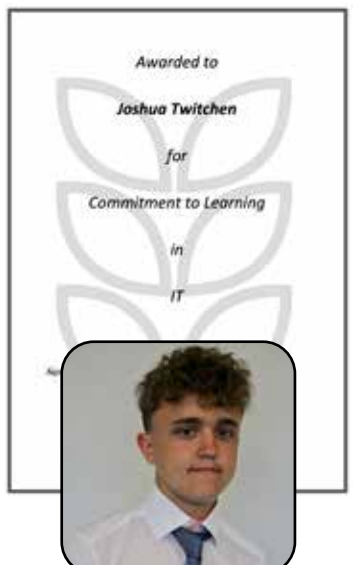 Awarded to
Joshua Twitchen
for
Commitment to Learning
in
IT